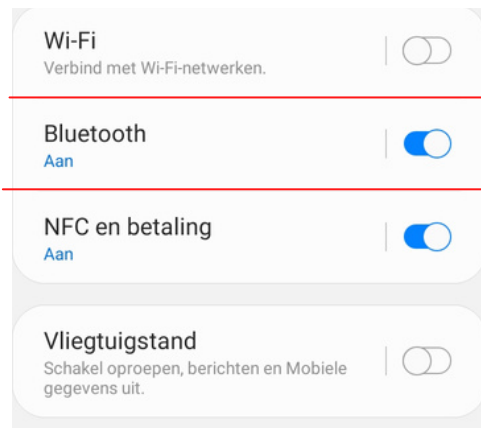 Wi-Fi
Verbind met Wi-Fi-netwerken.
Bluetooth
Aan
NFC en betaling
Aan
Vliegtuigstand
Schakel oproepen, berichten en Mobiele
gegevens uit.